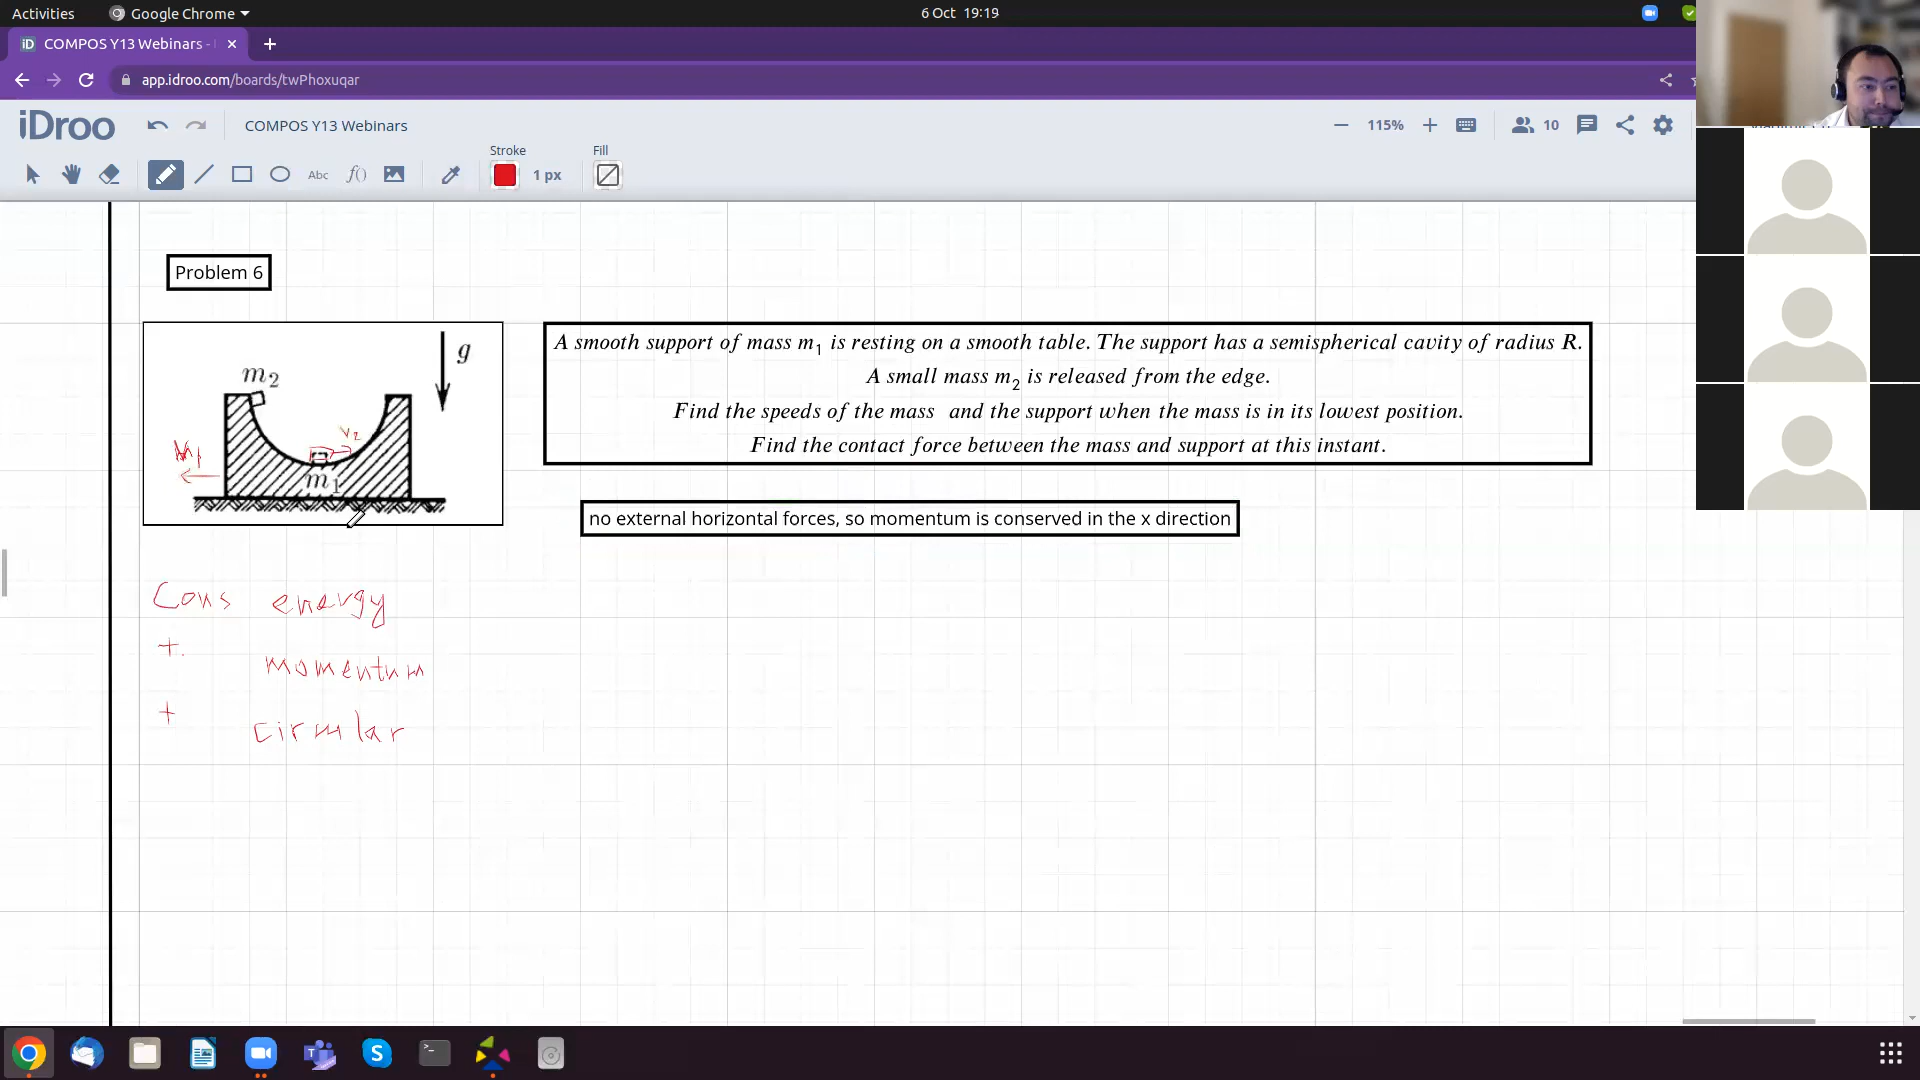 Activities
Google Chrome
6 Oct 19:19
iD COMPOS Y13 Webinars -
app.idroo.com/boards/twPhoxuqar
iDroo
COMPOS Y13 Webinars
115%
10
Stroke
Fill
Abc
f()
1 px
Problem 6
g
m2
v2
m1
A smooth support of mass m1 is resting on a smooth table. The support has a semispherical cavity of radius R.
A small mass m2 is released from the edge.
Find the speeds of the mass and the support when the mass is in its lowest position.
Find the contact force between the mass and support at this instant.
no external horizontal forces, so momentum is conserved in the x direction
Cons energy
+ momentum
+ circular